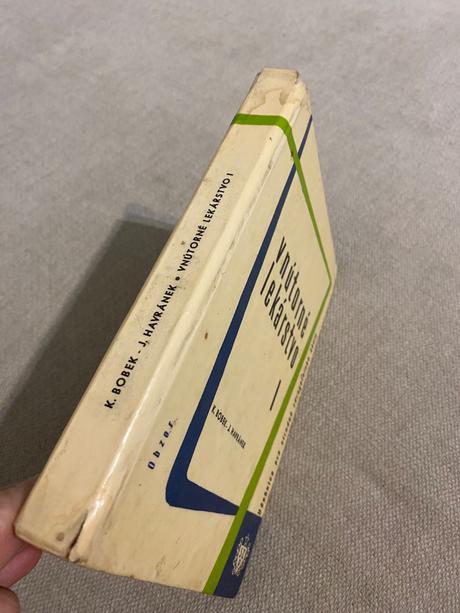 K. BOBEK - J. HAVRÁNEK • VNÚTORNÉ LEKÁRSTVO I
vnútorné
lekárstvo
I
K. BOBEK - J. HAVRÁNEK
Obzor